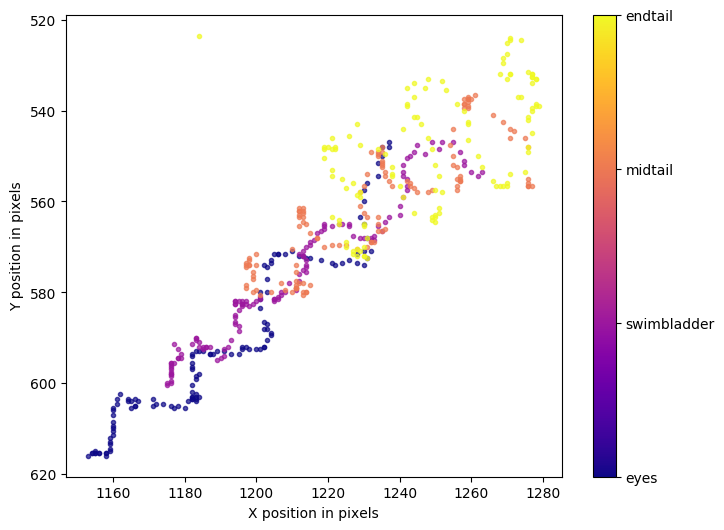 520
540
560
580
600
620
Y position in pixels
1160
1180
1200
1220
1240
1260
1280
X position in pixels
endtail
midtail
swimbladder
eyes